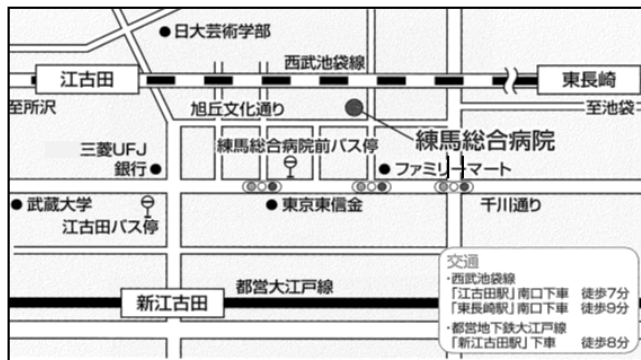 日大芸術学部
西武池袋線
江古田
東長崎
至所沢
旭丘文化通り
至池袋
練馬総合病院
三菱UFJ
銀行
練馬総合病院前バス停
ファミリーマート
武蔵大学
江古田バス停
東京東信金
千川通り
都営大江戸線
新江古田
交通
・西武池袋線
「江古田駅」南口下車 徒歩7分
「東長崎駅」南口下車 徒歩9分
・都営地下鉄大江戸線
「新江古田駅」下車 徒歩8分